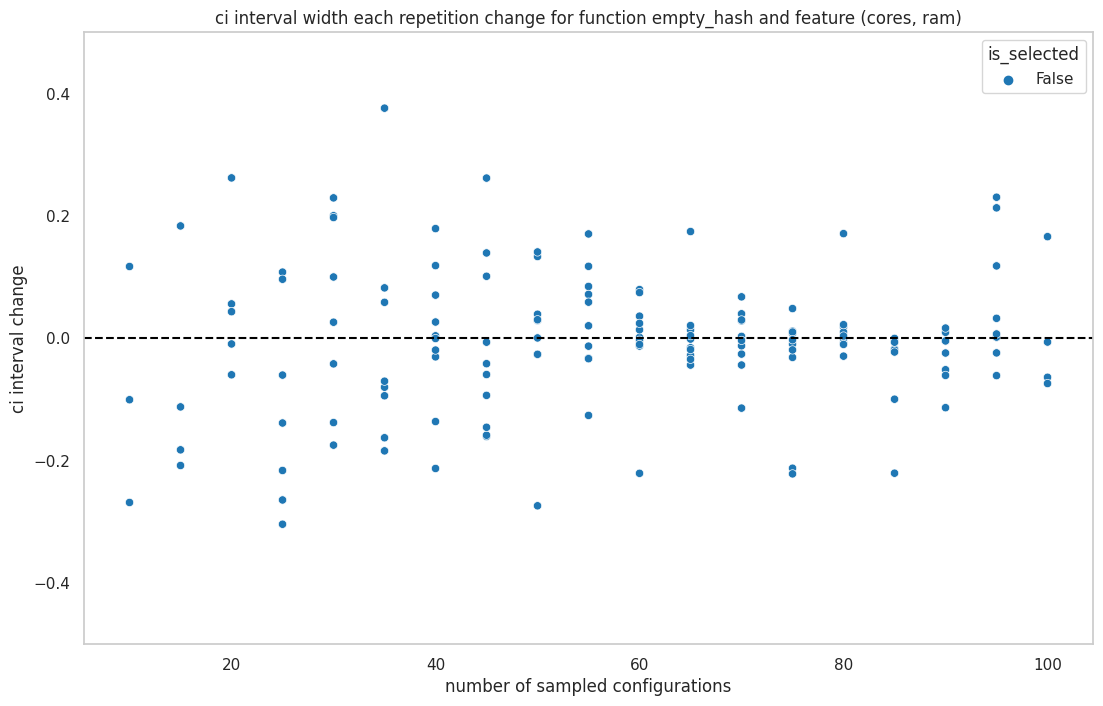 ci interval width each repetition change for function empty_hash and feature (cores, ram)
is_selected
False
ci interval change
0.4
0.2
0.0
−0.2
−0.4
20 40 60 80 100
number of sampled configurations